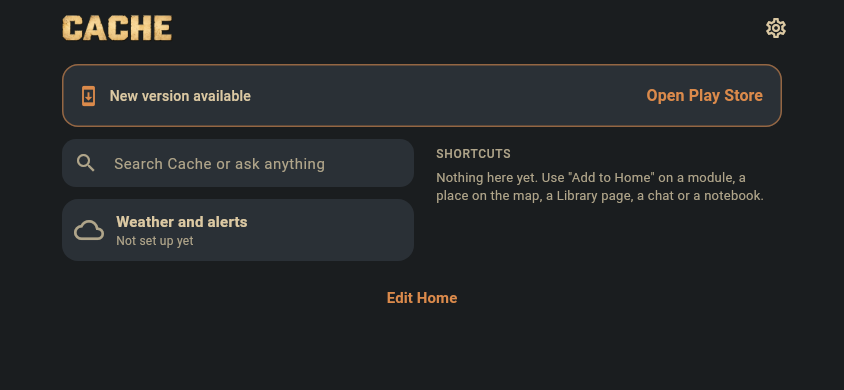 CACHE
New version available
Open Play Store
Search Cache or ask anything
Weather and alerts
Not set up yet
SHORTCUTS
Nothing here yet. Use "Add to Home" on a module, a
place on the map, a Library page, a chat or a notebook.
Edit Home